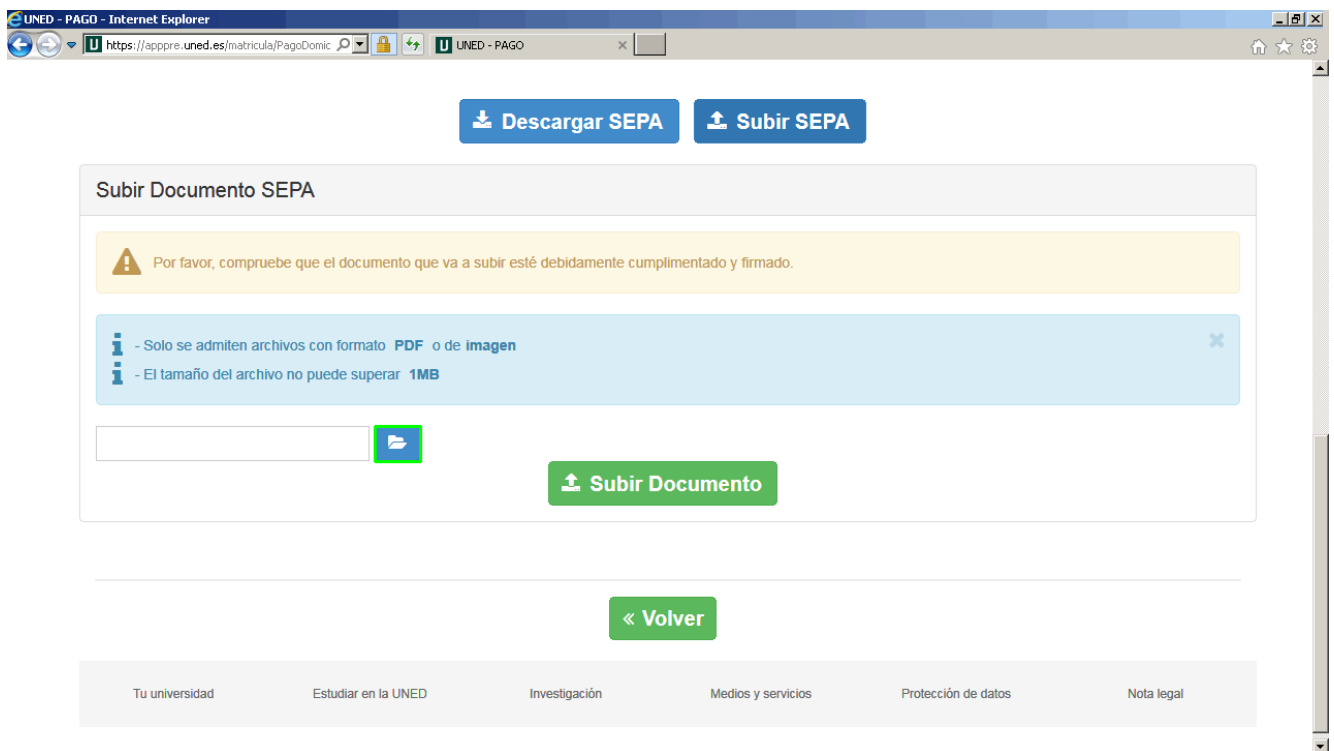 UNED - PAGO - Internet Explorer
https://apppre.uned.es/matricula/PagoDomic
UNED - PAGO
Descargar SEPA
Subir SEPA
Subir Documento SEPA
Por favor, compruebe que el documento que va a subir esté debidamente cumplimentado y firmado.
- Solo se admiten archivos con formato PDF o de imagen
- El tamaño del archivo no puede superar 1MB
Subir Documento
« Volver
Tu universidad Estudiar en la UNED Investigación Medios y servicios Protección de datos Nota legal